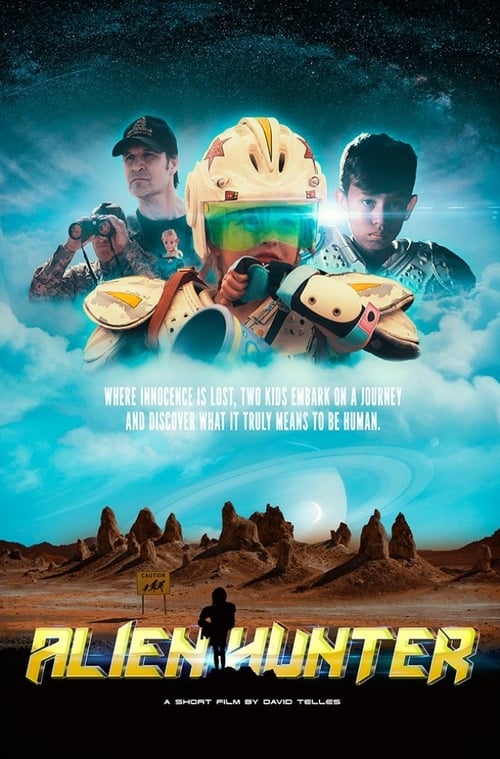 WHERE INNOCENCE IS LOST, TWO KIDS EMBARK ON A JOURNEY
AND DISCOVER WHAT IT TRULY MEANS TO BE HUMAN.
CAUTION
ALIEN HUNTER
A SHORT FILM BY DAVID TELLES